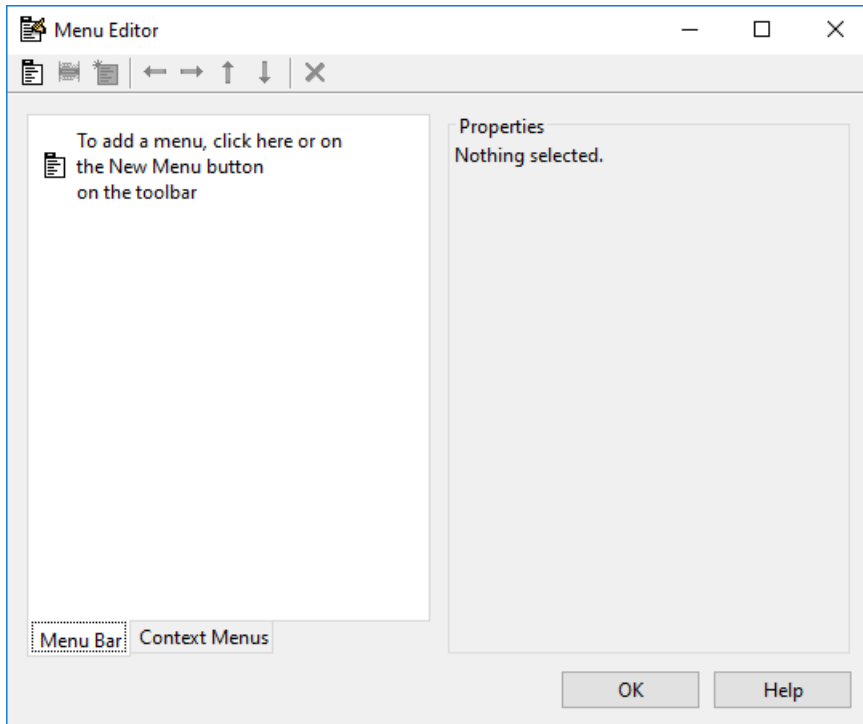 Menu Editor
To add a menu, click here or on
the New Menu button
on the toolbar
Properties
Nothing selected.
Menu Bar
Context Menus
OK
Help